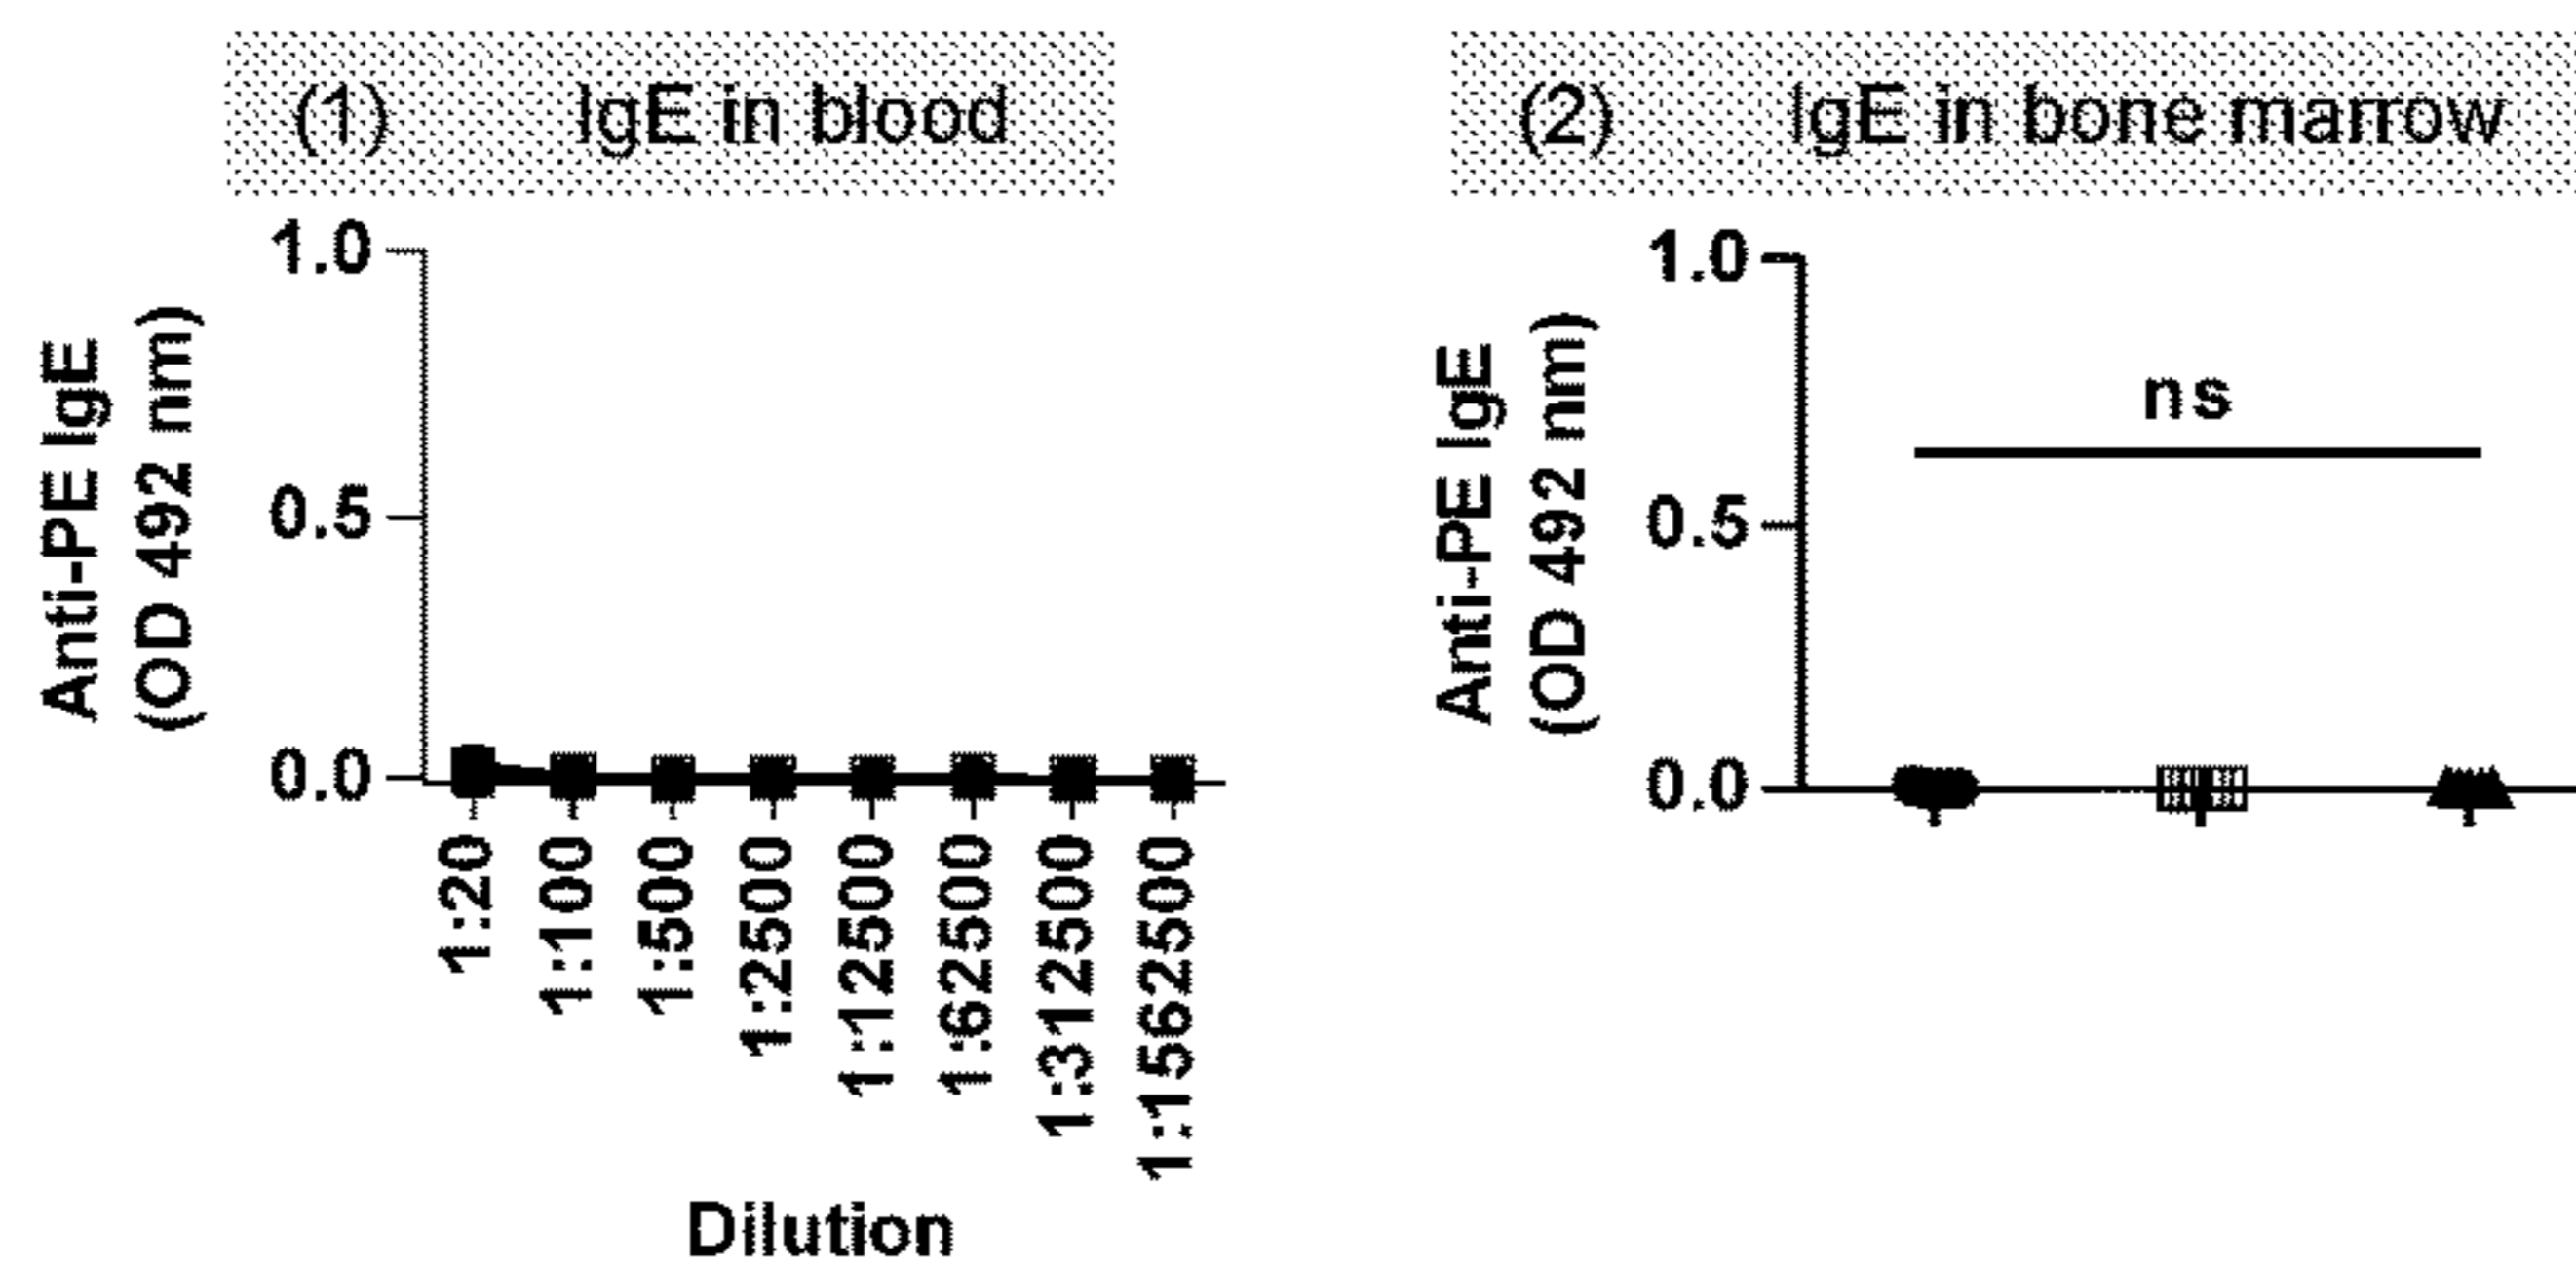 (1) IgE in blood
1.0
0.5
0.0
Anti-PE IgE
(OD 492 nm)
1:20
1:100
1:500
1:2500
1:12500
1:62500
1:312500
1:1562500
Dilution
(2) IgE in bone marrow
1.0
0.5
0.0
Anti-PE IgE
(OD 492 nm)
ns